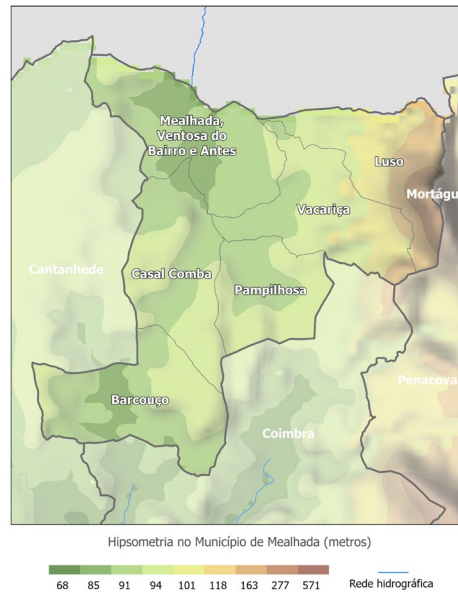 Mealhada,
Ventosa do
Bairro e Antes
Luso
Mortágu
Vacariça
Cantanhede
Casal Comba
Pampilhosa
Penacova
Barcouço
Coimbra
Hipsometria no Município de Mealhada (metros)
68 85 91 94 101 118 163 277 571
Rede hidrográfica